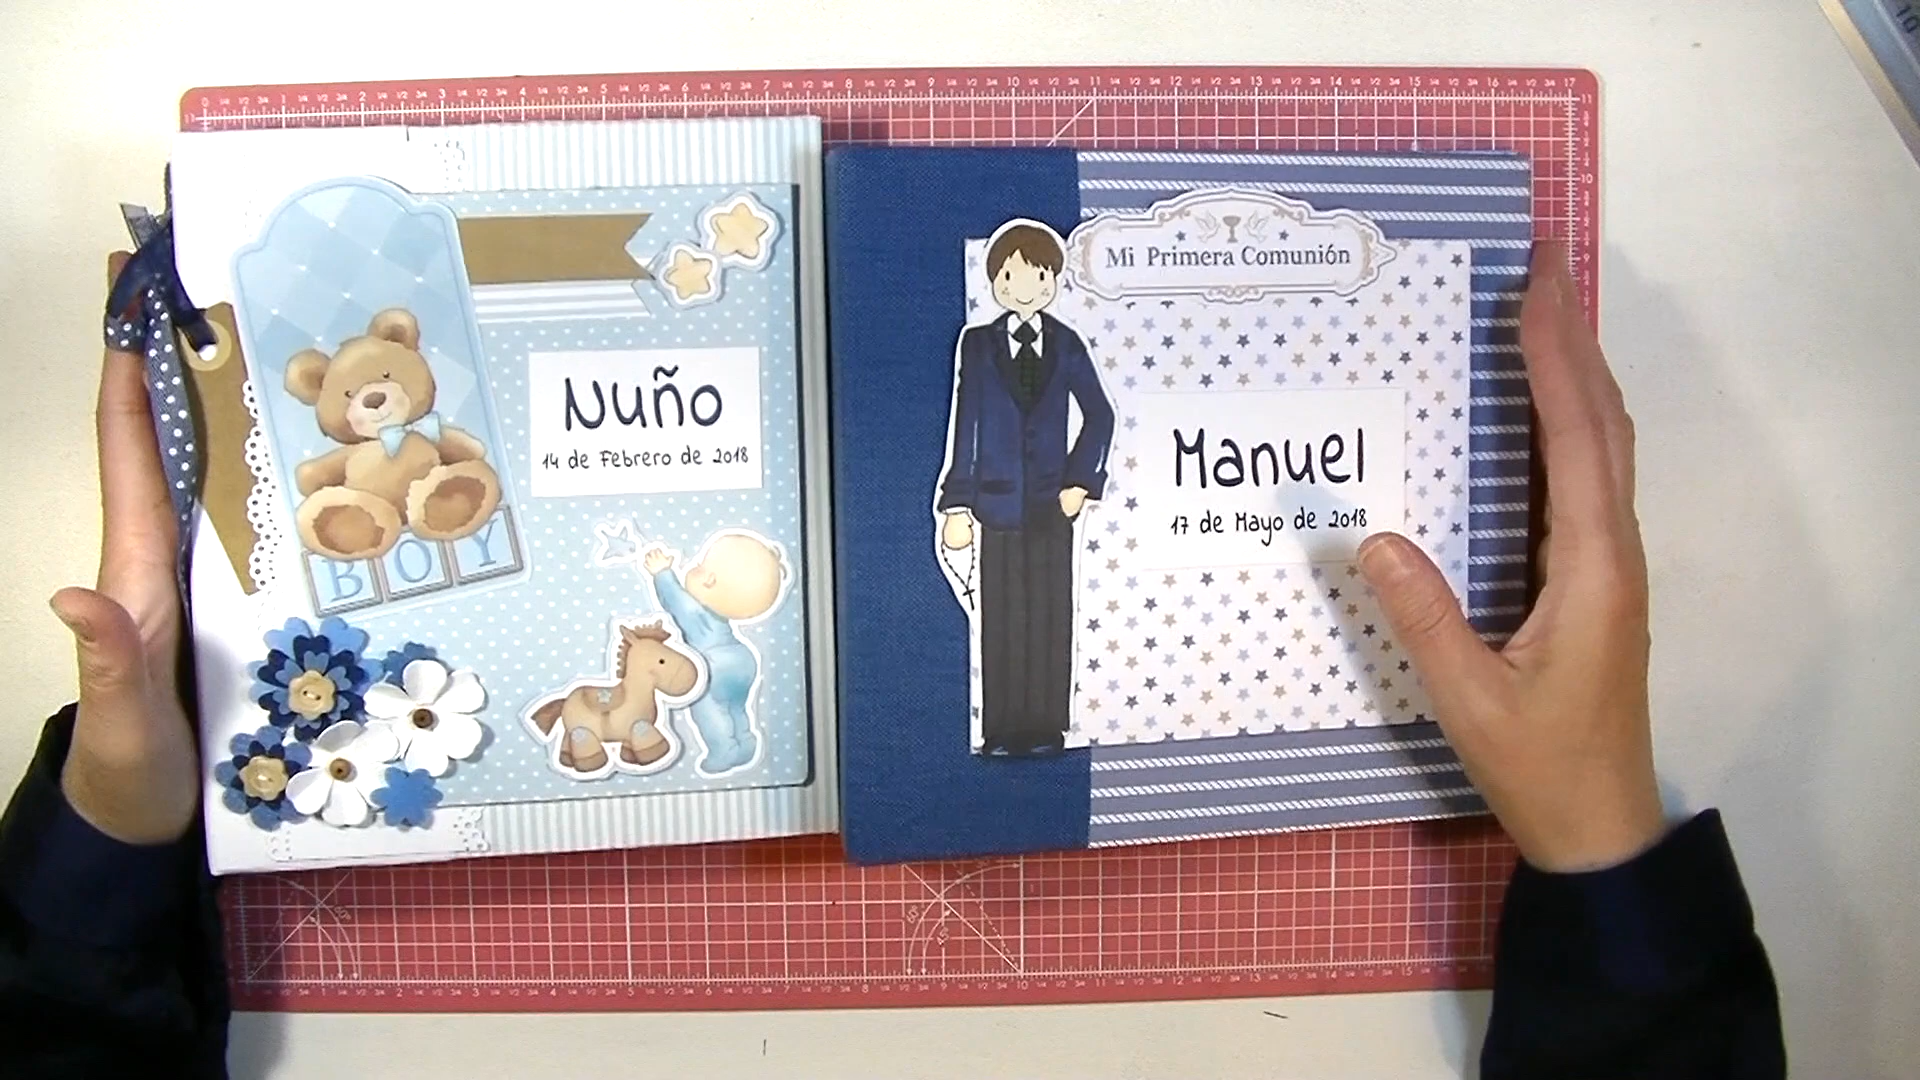 BOY
Nuño
14 de Febrero de 2018
Mi Primera Comunión
Manuel
17 de Mayo de 2018